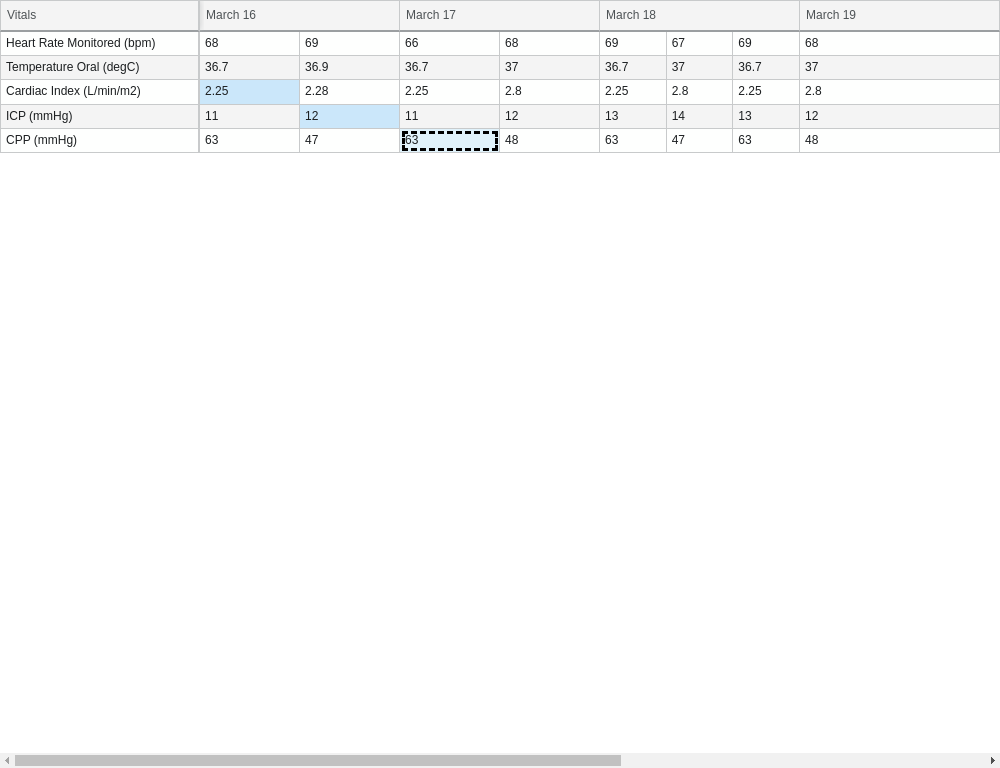 Vitals March 16 March 17 March 18 March 19
Heart Rate Monitored (bpm) 68 69 66 68 69 67 69 68
Temperature Oral (degC) 36.7 36.9 36.7 37 36.7 37 36.7 37
Cardiac Index (L/min/m2) 2.25 2.28 2.25 2.8 2.25 2.8 2.25 2.8
ICP (mmHg) 11 12 11 12 13 14 13 12
CPP (mmHg) 63 47 63 48 63 47 63 48